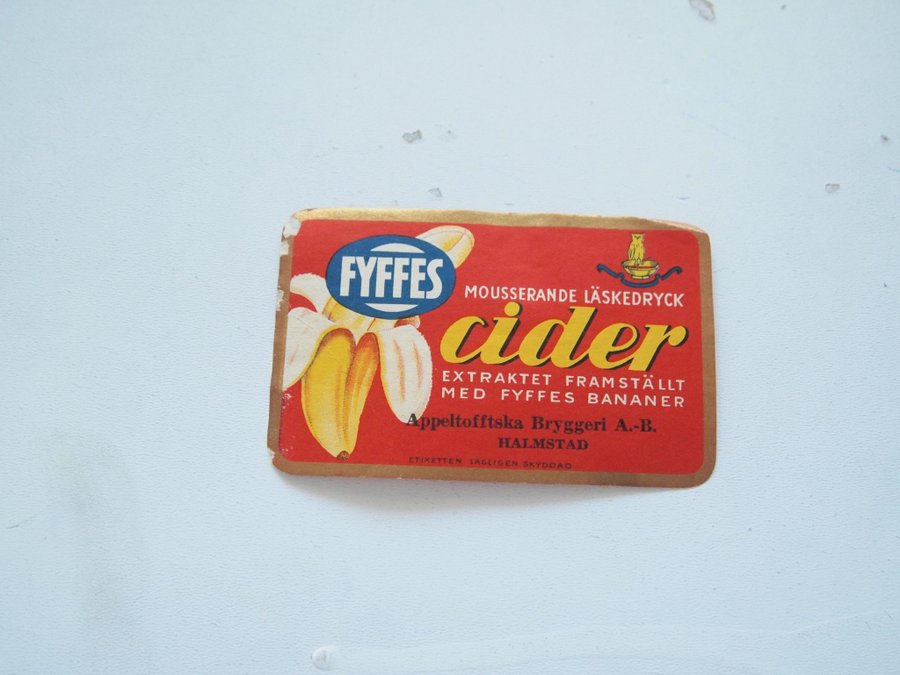 FYFFES
MOUSSERANDE LÄSKEDRYCK
cider
EXTRAKTET FRAMSTÄLLT
MED FYFFES BANANER
Appeltofftska Bryggeri A.-B.
HALMSTAD
ETIKETTEN LAGLIGEN SKYDDAD